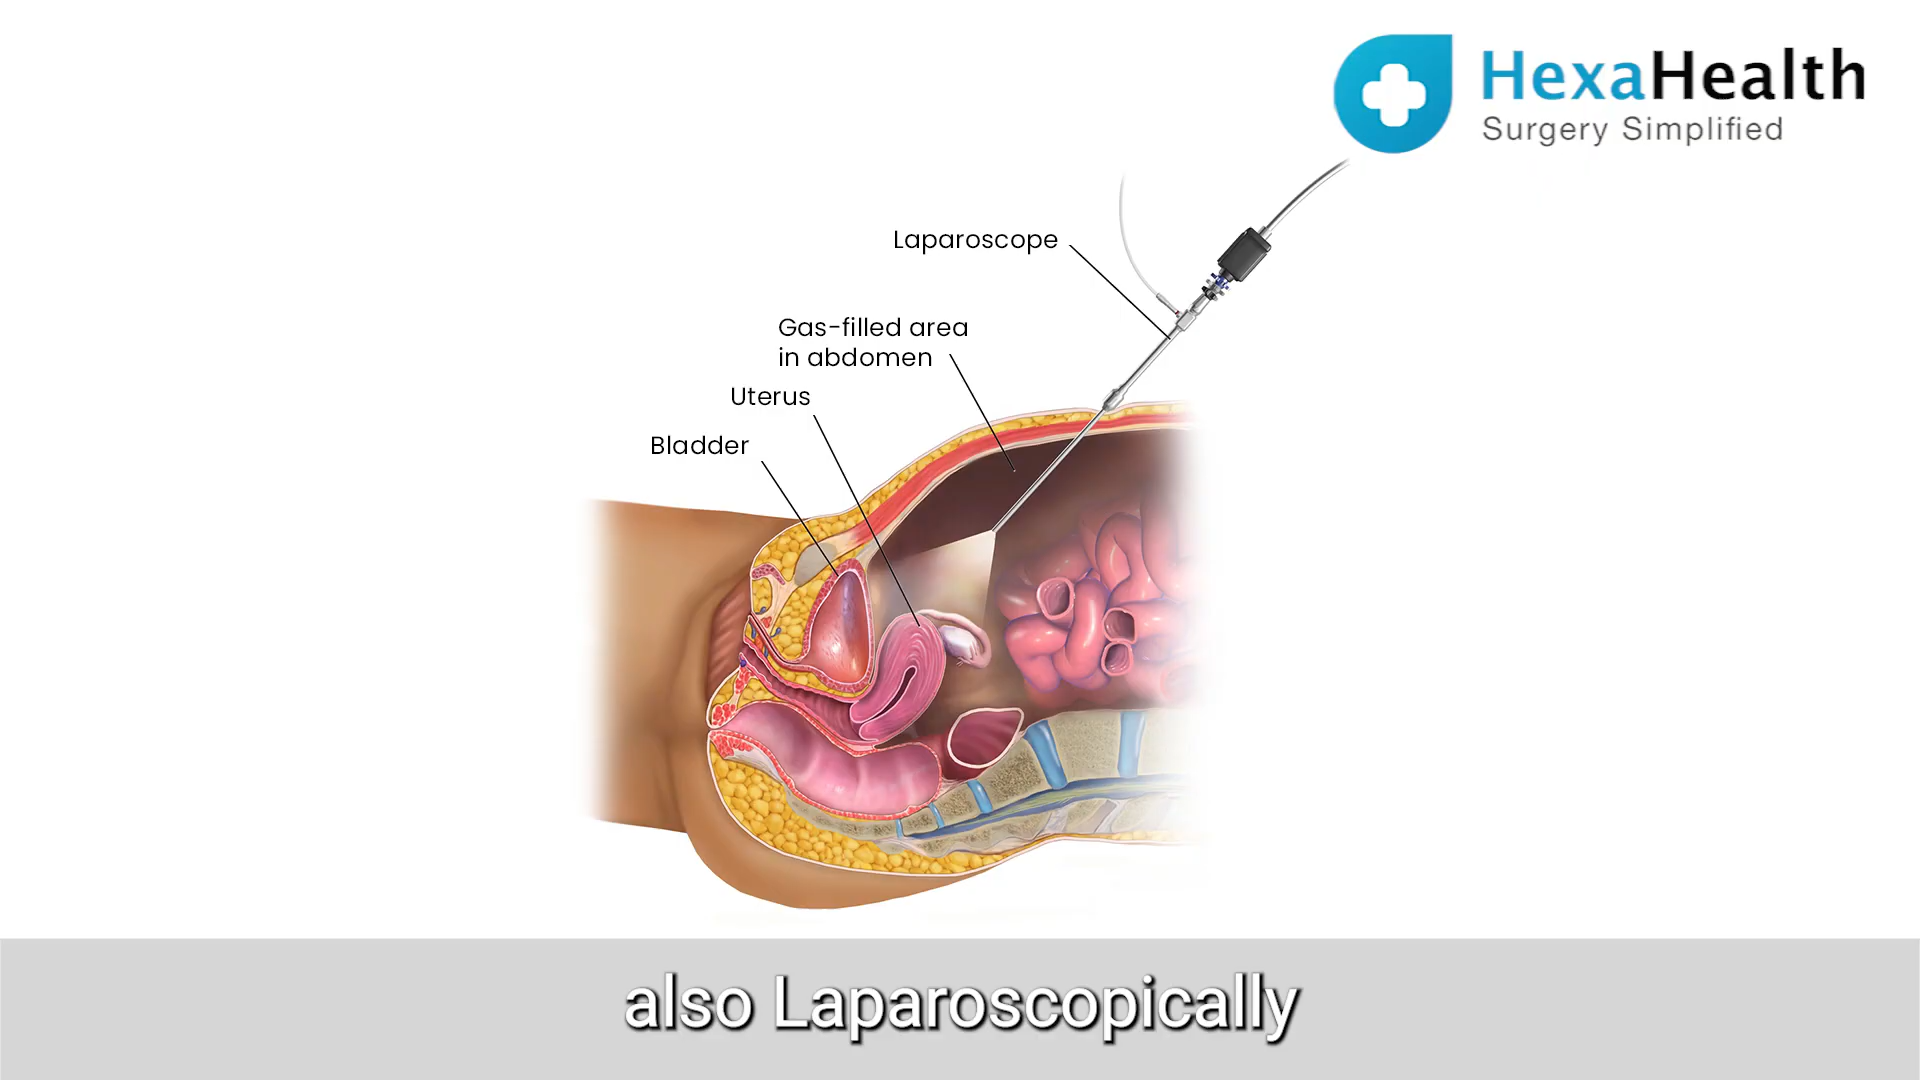 HexaHealth
Surgery Simplified
Laparoscope
Gas-filled area
in abdomen
Uterus
Bladder
also Laparoscopically